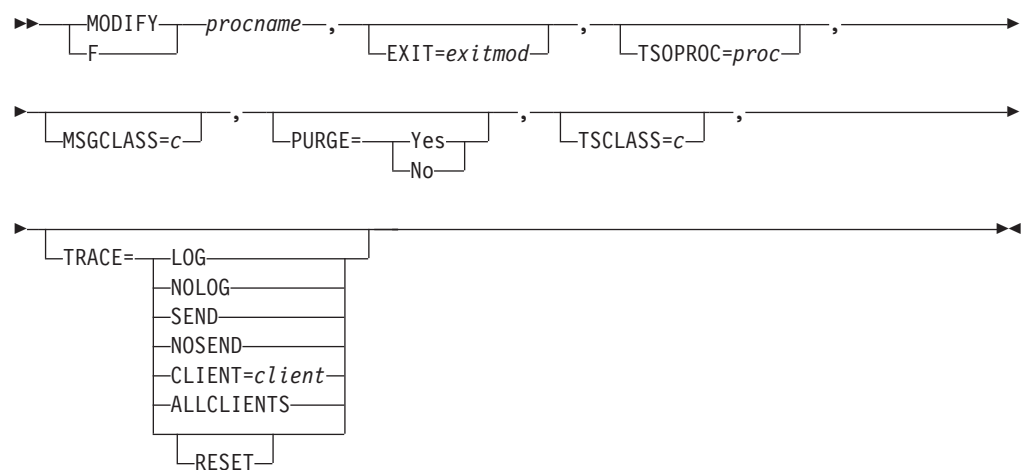 MODIFY procname , , ,
F EXIT=exitmod TSOPROC=proc
, , ,
MSGCLASS=c PURGE= Yes TSCLASS=c
No
TRACE= LOG
NOLOG
SEND
NOSEND
CLIENT=client
ALLCLIENTS
RESET